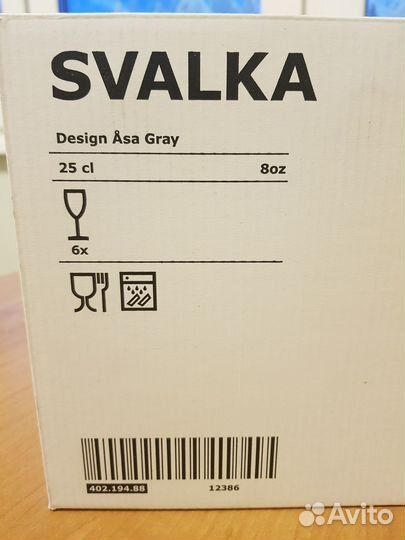 SVALKA
Design Åsa Gray
25 cl 8oz
6x
402.194.88 12386
Avito